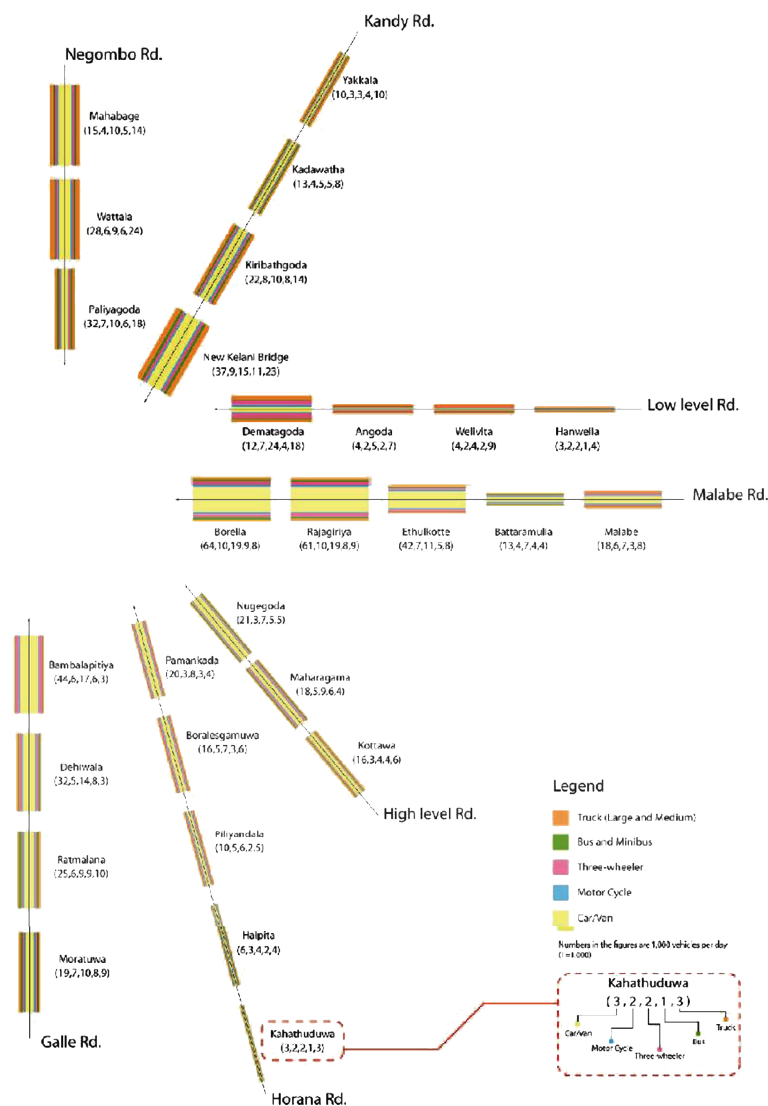 Kandy Rd.
Negombo Rd.
Yakkala
(10,3,3,4,10)
Mahabage
(15,4,10,5,14)
Kadawatha
(13,4,5,5,8)
Wattala
(28,6,9,6,24)
Kiribathgoda
(22,8,10,8,14)
Paliyagoda
(32,7,10,6,18)
New Kelani Bridge
(37,9,15,11,23)
Low level Rd.
Dematagoda
(12,7,24,4,18)
Angoda
(4,2,5,2,7)
Wellvita
(4,2,4,2,9)
Hanwella
(3,2,2,1,4)
Malabe Rd.
Borella
(64,10,19,9,8)
Rajagiriya
(61,10,19,8,9)
Ethulkotte
(42,7,11,5,8)
Battaramulla
(13,4,7,4,4)
Malabe
(18,6,7,3,8)
Nugegoda
(21,3,7,5,5)
Bambalapitiya
(44,6,17,6,3)
Pamankada
(20,3,8,3,4)
Maharagama
(18,5,9,6,4)
Boralesgamuwa
(16,5,7,3,6)
Kottawa
(16,3,4,4,6)
Dehiwala
(32,5,14,8,3)
High level Rd.
Piliyandala
(10,5,6,2,5)
Ratmalana
(25,6,9,9,10)
Halpita
(6,3,4,2,4)
Moratuwa
(19,7,10,8,9)
Galle Rd.
Kahathuduwa
(3,2,2,1,3)
Horana Rd.
Legend
Truck (Large and Medium)
Bus and Minibus
Three-wheeler
Motor Cycle
Car/Van
Numbers in the figures are 1,000 vehicles per day
(1=1,000)
Kahathuduwa
(3,2,2,1,3)
Car/Van
Motor Cycle
Three-wheeler
Bus
Truck